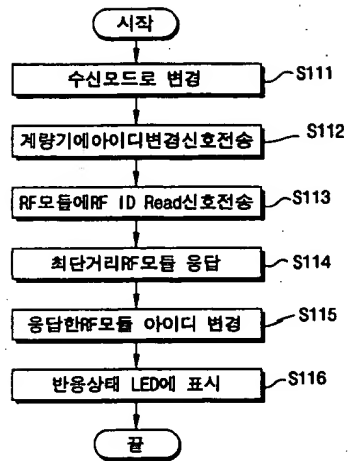 시작
수신모드로 변경
S111
계량기에아이디변경신호전송
S112
RF모듈에RF ID Read신호전송
S113
최단거리RF모듈 응답
S114
응답한RF모듈 아이디 변경
S115
반용상태 LED에 표시
S116
끝